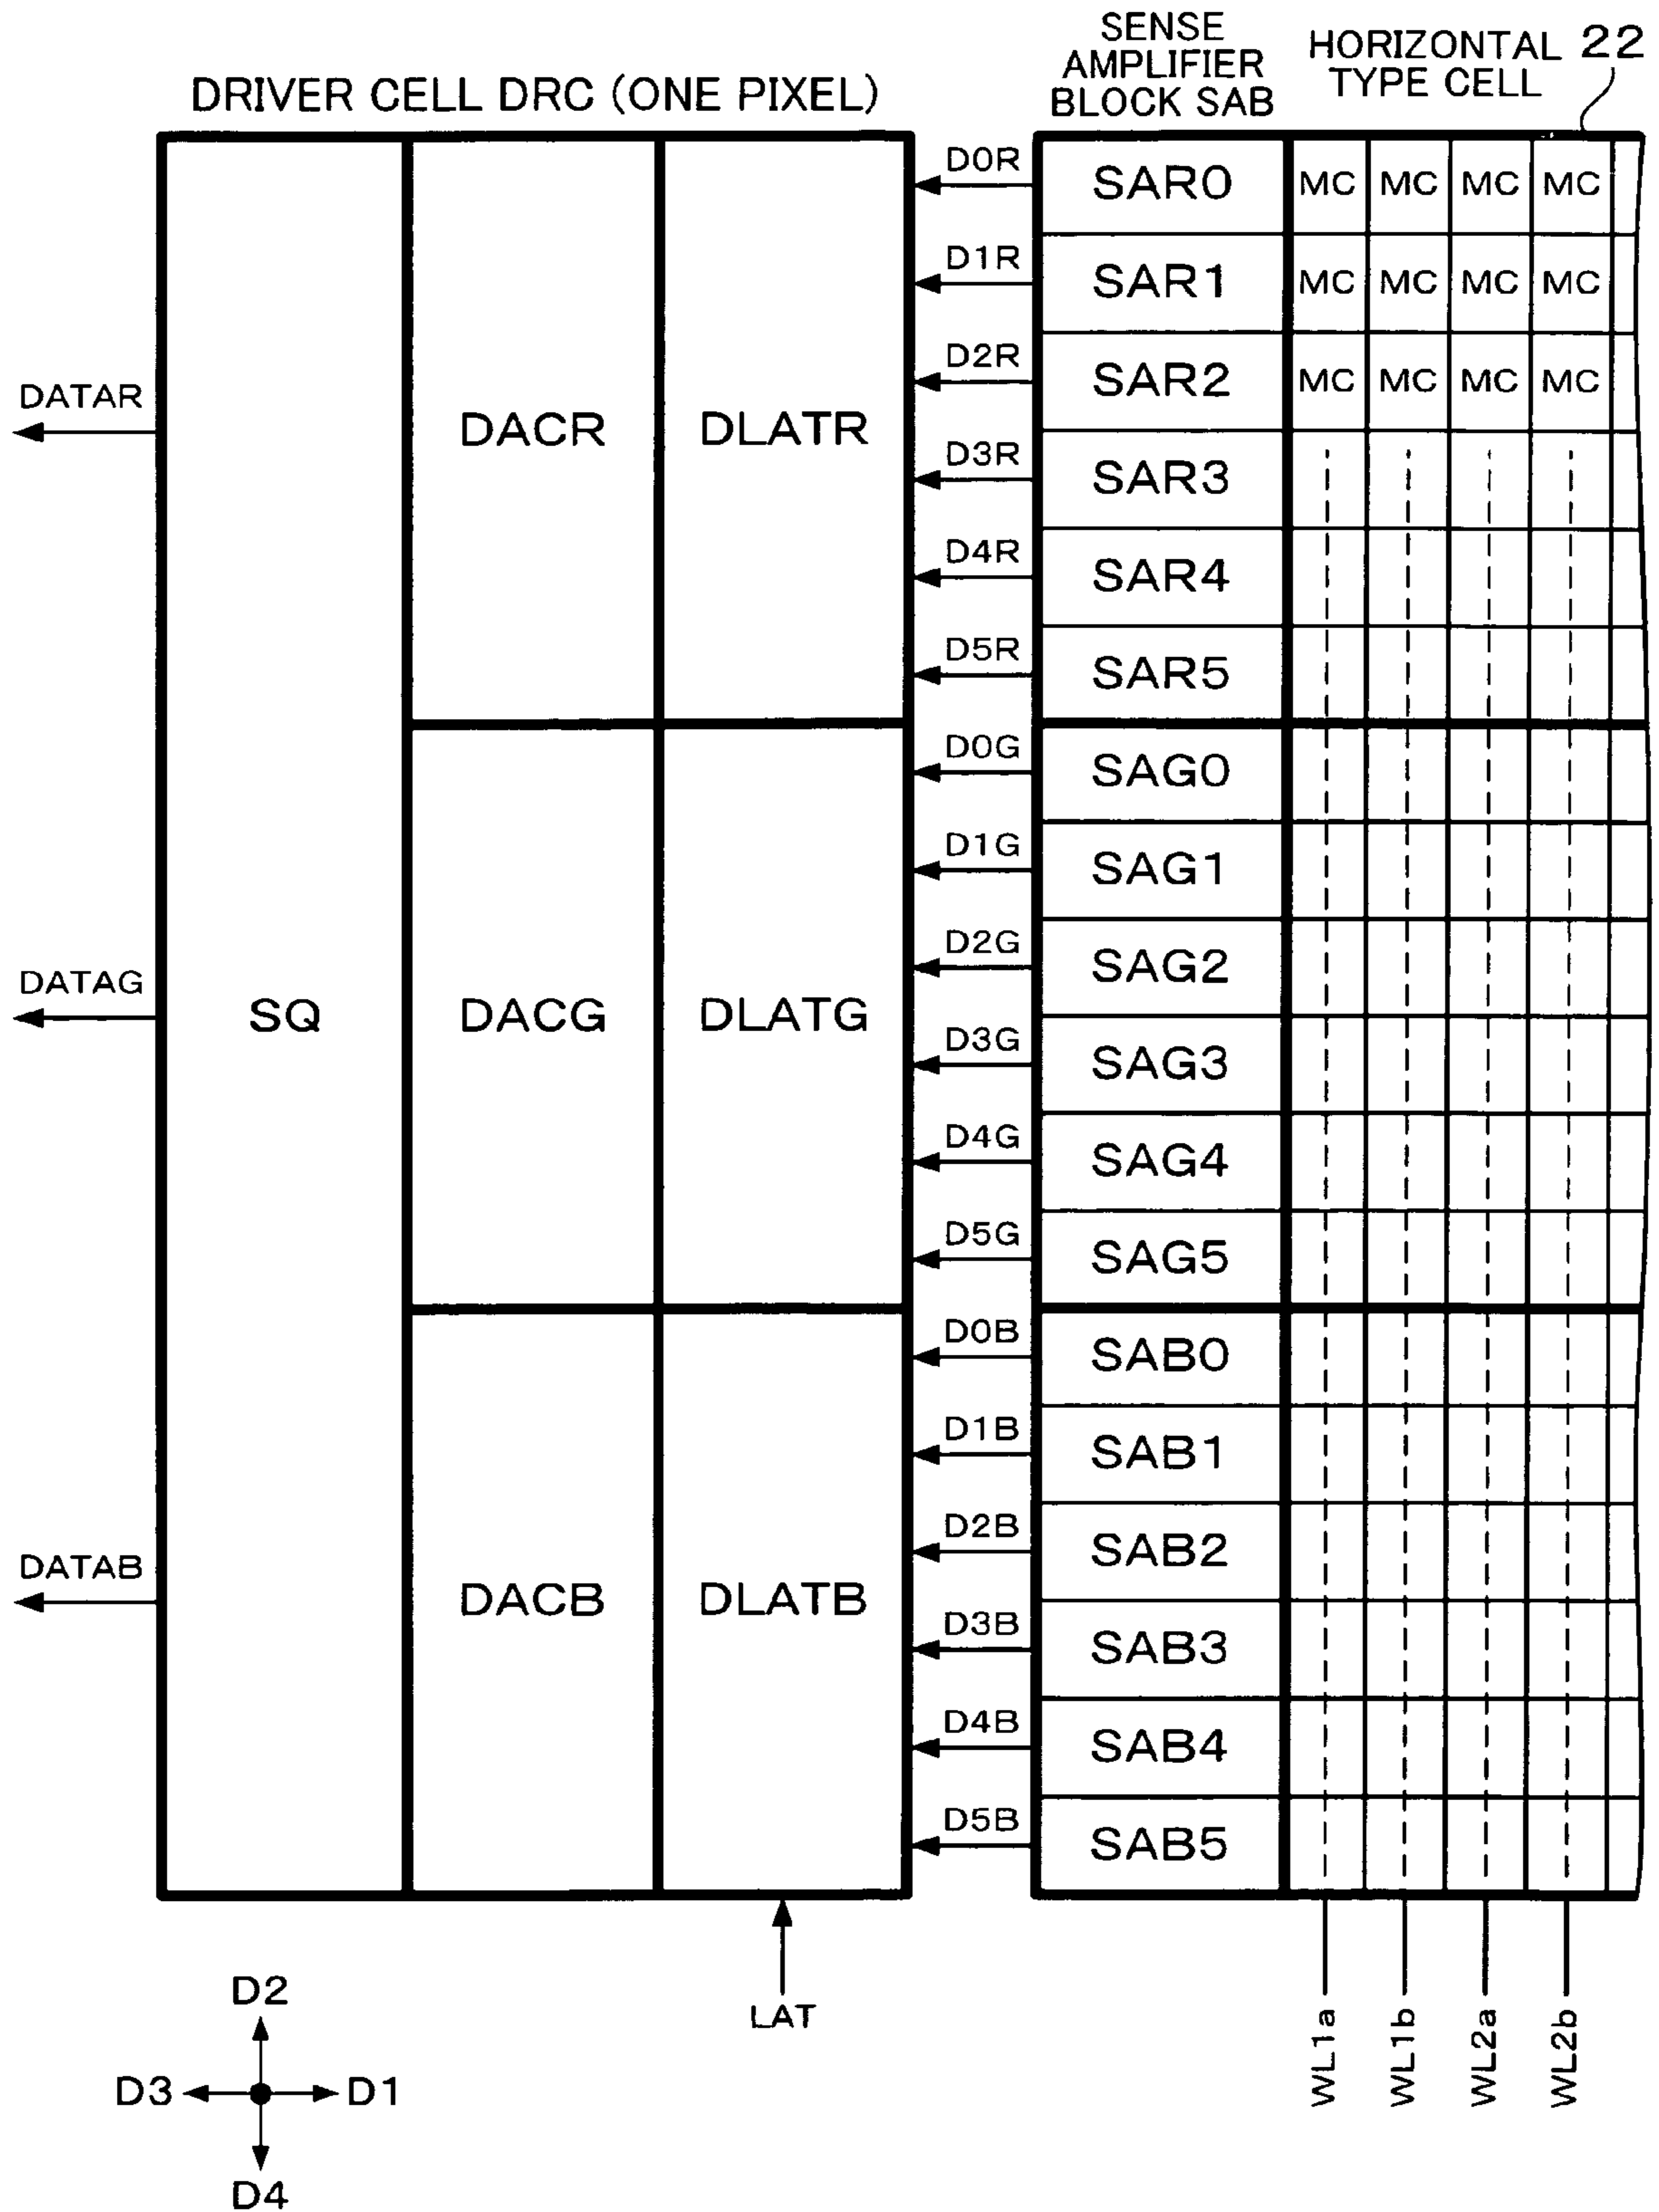 SENSE
AMPLIFIER
BLOCK SAB
HORIZONTAL
TYPE CELL
22
DRIVER CELL DRC (ONE PIXEL)
D0R
SAR0
MC MC MC MC
D1R
SAR1
MC MC MC MC
D2R
SAR2
MC MC MC MC
DATAR
DACR
DLATR
D3R
SAR3
D4R
SAR4
D5R
SAR5
D0G
SAG0
D1G
SAG1
D2G
SAG2
DATAG
SQ
DACG
DLATG
D3G
SAG3
D4G
SAG4
D5G
SAG5
D0B
SAB0
D1B
SAB1
D2B
SAB2
DATAB
DACB
DLATB
D3B
SAB3
D4B
SAB4
D5B
SAB5
LAT
WL1a
WL1b
WL2a
WL2b
D2
D3
D1
D4